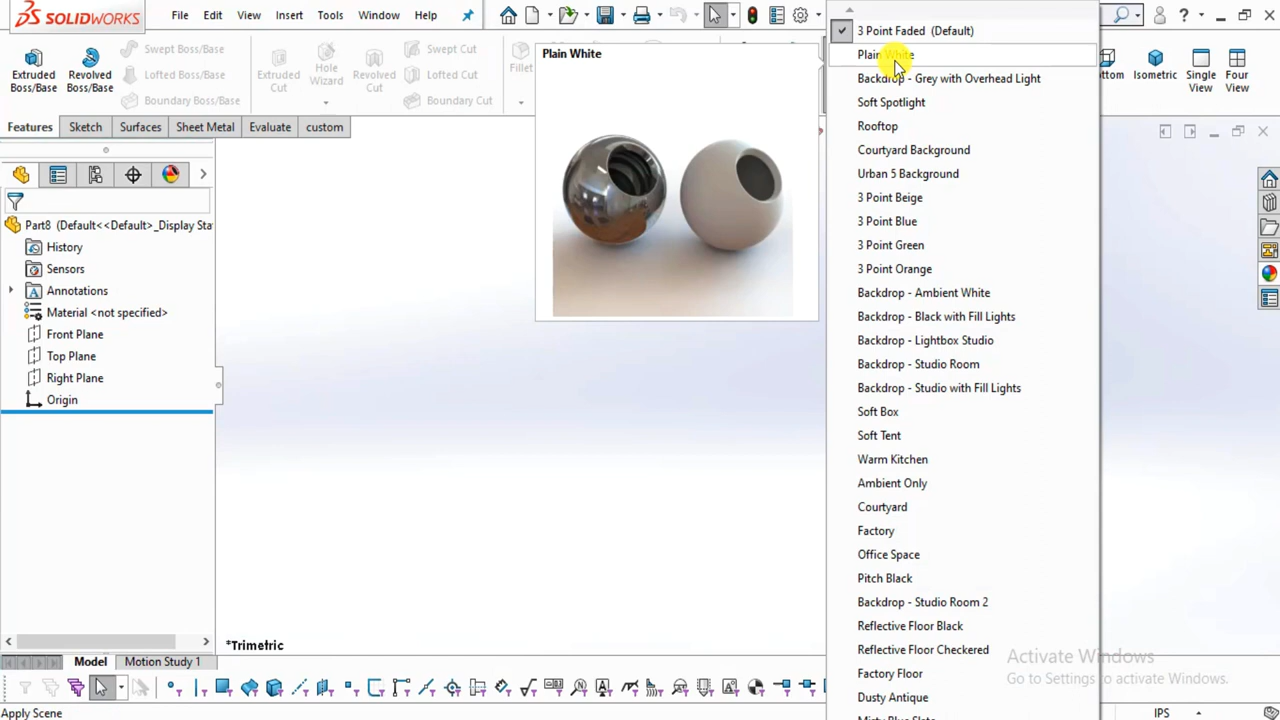 SOLIDWORKS
File Edit View Insert Tools Window Help
Extruded Boss/Base
Revolved Boss/Base
Swept Boss/Base
Lofted Boss/Base
Boundary Boss/Base
Extruded Cut
Hole Wizard
Revolved Cut
Swept Cut
Lofted Cut
Boundary Cut
Fillet
Isometric
Single View
Four View
Features Sketch Surfaces Sheet Metal Evaluate custom
Part8 (Default<<Default>_Display Sta
History
Sensors
Annotations
Material <not specified>
Front Plane
Top Plane
Right Plane
Origin
Plain White
3 Point Faded (Default)
Plain White
Backdrop - Grey with Overhead Light
Soft Spotlight
Rooftop
Courtyard Background
Urban 5 Background
3 Point Beige
3 Point Blue
3 Point Green
3 Point Orange
Backdrop - Ambient White
Backdrop - Black with Fill Lights
Backdrop - Lightbox Studio
Backdrop - Studio Room
Backdrop - Studio with Fill Lights
Soft Box
Soft Tent
Warm Kitchen
Ambient Only
Courtyard
Factory
Office Space
Pitch Black
Backdrop - Studio Room 2
Reflective Floor Black
Reflective Floor Checkered
Factory Floor
Dusty Antique
*Trimetric
Model Motion Study 1
Activate Windows
Go to Settings to activate Windows.
Apply Scene
IPS